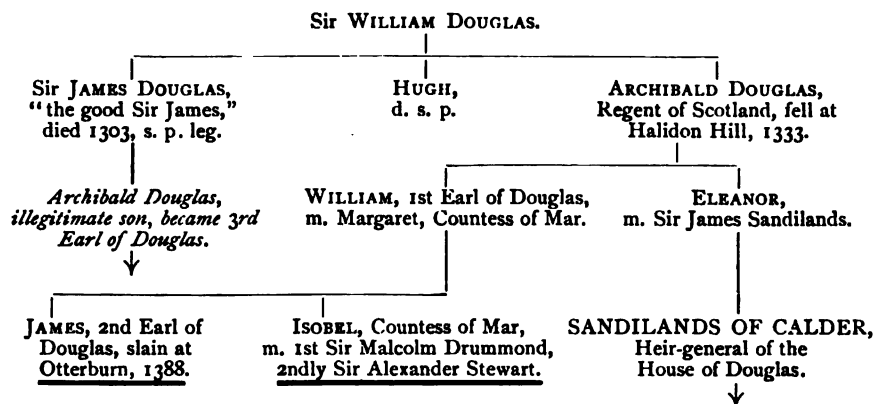 Sir WILLIAM DOUGLAS.
Sir JAMES DOUGLAS,
"the good Sir James,"
died 1303, s. p. leg.
HUGH,
d. s. p.
ARCHIBALD DOUGLAS,
Regent of Scotland, fell at
Halidon Hill, 1333.
Archibald Douglas,
illegitimate son, became 3rd
Earl of Douglas.
WILLIAM, 1st Earl of Douglas,
m. Margaret, Countess of Mar.
ELEANOR,
m. Sir James Sandilands.
JAMES, 2nd Earl of
Douglas, slain at
Otterburn, 1388.
ISOBEL, Countess of Mar,
m. 1st Sir Malcolm Drummond,
2ndly Sir Alexander Stewart.
SANDILANDS OF CALDER,
Heir-general of the
House of Douglas.